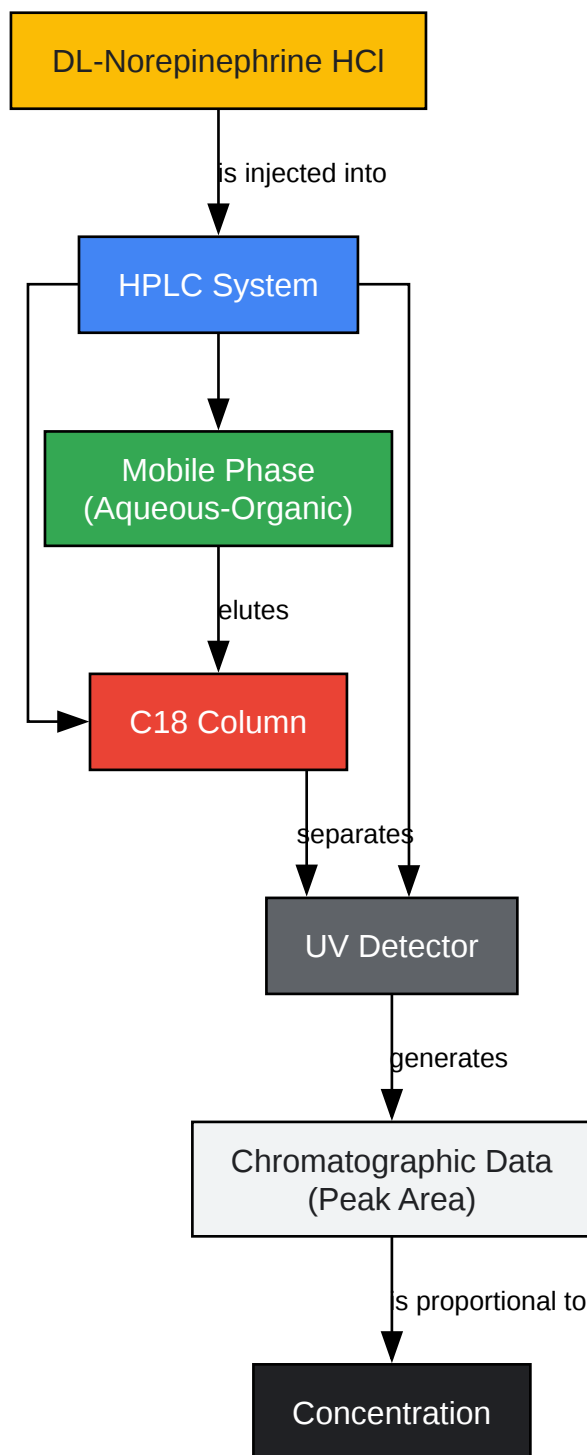 DL-Norepinephrine HCl
is injected into
HPLC System
Mobile Phase
(Aqueous-Organic)
elutes
C18 Column
separates
UV Detector
generates
Chromatographic Data
(Peak Area)
is proportional to
Concentration